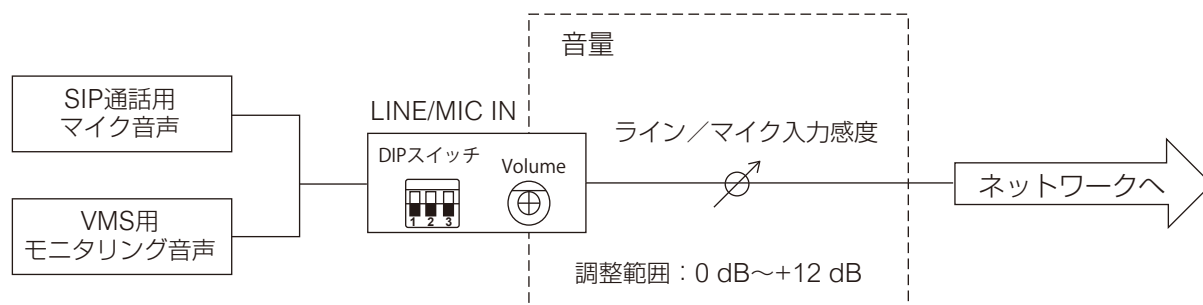 音量
SIP通話用
マイク音声
LINE/MIC IN
DIPスイッチ
Volume
1 2 3
ライン／マイク入力感度
ネットワークへ
VMS用
モニタリング音声
調整範囲：0 dB～+12 dB